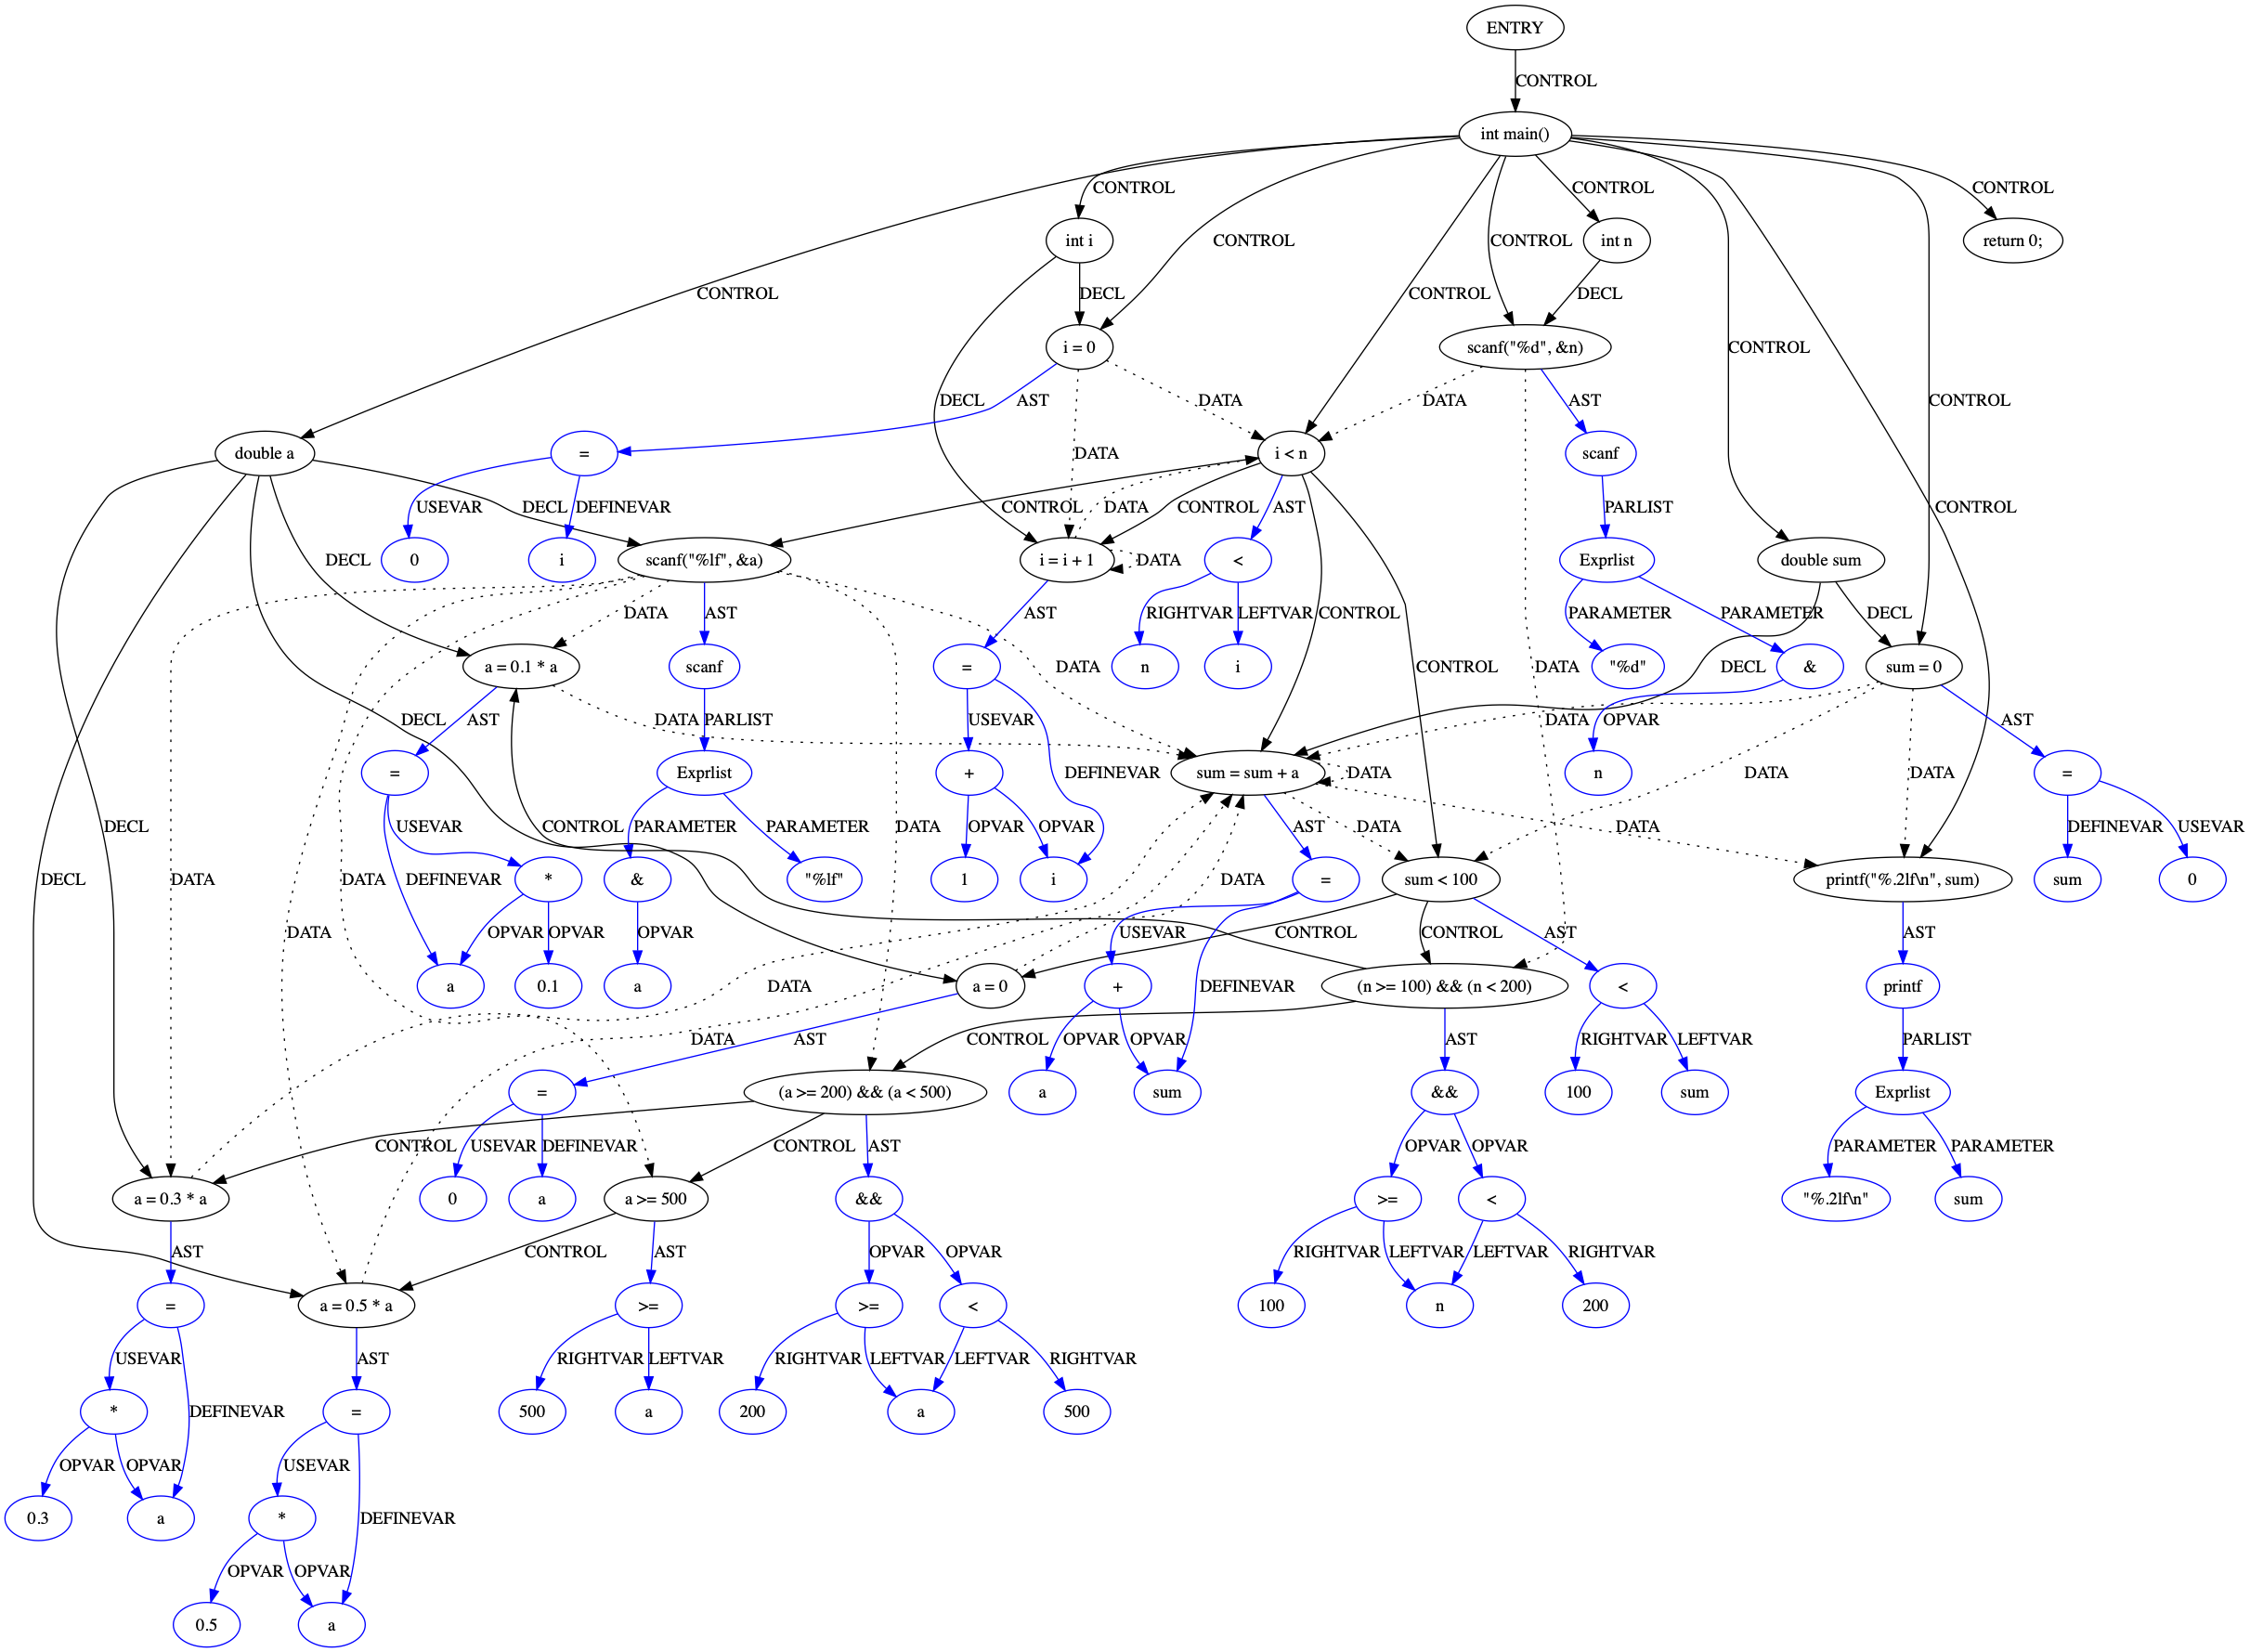 ENTRY
CONTROL
int main()
CONTROL CONTROL CONTROL
int i CONTROL CONTROL int n return 0;
CONTROL DECL CONTROL DECL
i = 0 scanf("%d", &n) CONTROL
DECL AST DATA DATA AST CONTROL
double a = i < n scanf
USEVAR DEFINEVAR DECL CONTROL DATA DATA CONTROL AST PARLIST CONTROL
DECL 0 i scanf("%lf", &a) i = i + 1 DATA < Exprlist double sum
DATA AST AST RIGHTVAR LEFTVAR CONTROL PARAMETER PARAMETER DECL
a = 0.1 * a scanf = n i CONTROL "%d" & sum = 0
AST DECL DATA PARLIST USEVAR DATA DATA DATA OPVAR DECL AST
= Exprlist + DEFINEVAR sum = sum + a DATA n DATA DATA =
DECL USEVAR CONTROL PARAMETER PARAMETER DATA OPVAR OPVAR AST DATA DATA DEFINEVAR USEVAR
DECL DATA DATA DEFINEVAR * & "%lf" 1 i DATA = sum < 100 printf("%.2lf\n", sum) sum 0
DATA OPVAR OPVAR OPVAR USEVAR CONTROL CONTROL AST AST
a 0.1 a DATA a = 0 + DEFINEVAR (n >= 100) && (n < 200) < printf
DATA AST CONTROL OPVAR OPVAR AST RIGHTVAR LEFTVAR PARLIST
= (a >= 200) && (a < 500) a sum && 100 sum Exprlist
CONTROL USEVAR DEFINEVAR CONTROL AST OPVAR OPVAR PARAMETER PARAMETER
a = 0.3 * a 0 a a >= 500 && >= < "%.2lf\n" sum
AST CONTROL AST OPVAR OPVAR RIGHTVAR LEFTVAR LEFTVAR RIGHTVAR
= a = 0.5 * a >= >= < 100 n 200
USEVAR AST RIGHTVAR LEFTVAR RIGHTVAR LEFTVAR LEFTVAR RIGHTVAR
* DEFINEVAR = 500 a 200 a 500
OPVAR OPVAR USEVAR
0.3 a * DEFINEVAR
OPVAR OPVAR
0.5 a